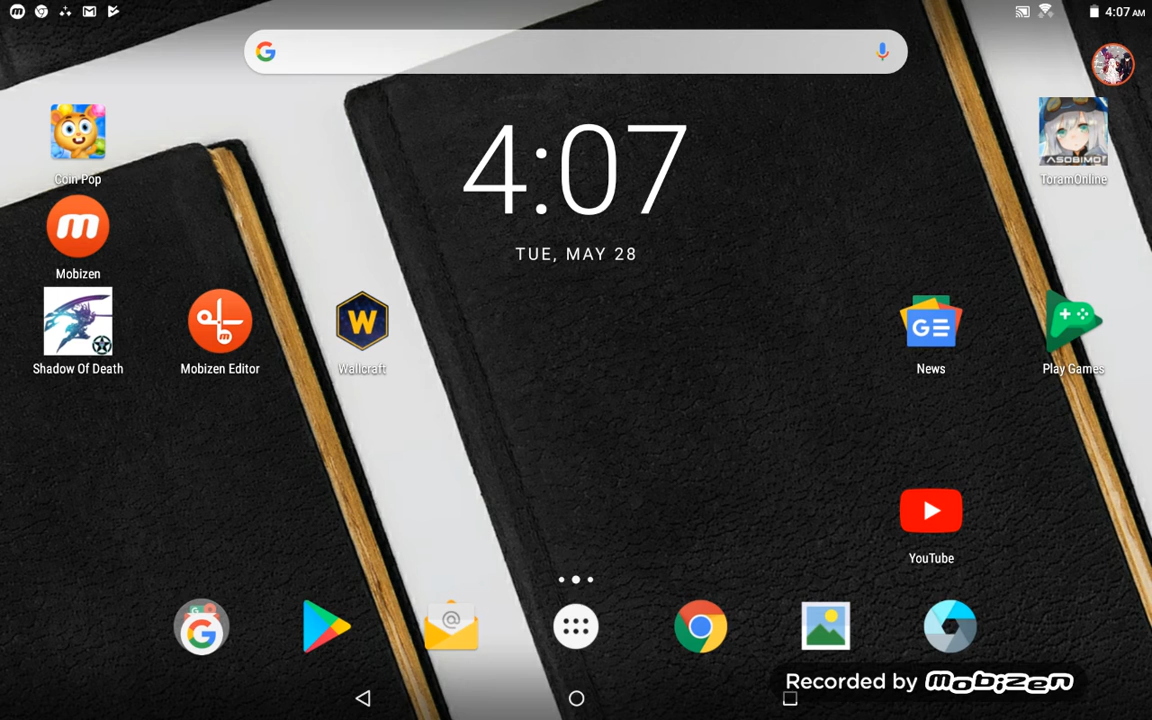 4:07 AM
4:07
TUE, MAY 28
Coin Pop
ASOBIMO
ToramOnline
Mobizen
Shadow Of Death
Mobizen Editor
W
Wallcraft
GE
News
Play Games
YouTube
Recorded by mobizen